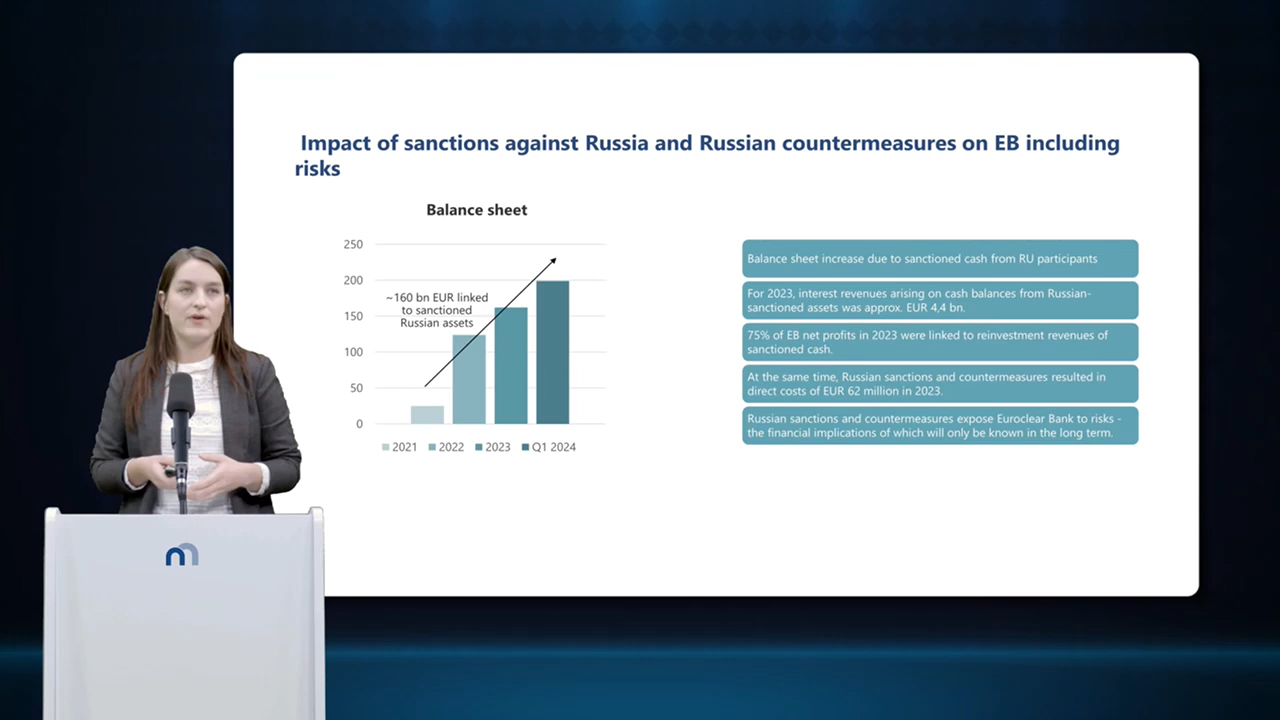 Impact of sanctions against Russia and Russian countermeasures on EB including
risks
Balance sheet
250
200
150
100
50
0
~160 bn EUR linked
to sanctioned
Russian assets
2021 2022 2023 Q1 2024
Balance sheet increase due to sanctioned cash from RU participants
For 2023, interest revenues arising on cash balances from Russian-
sanctioned assets was approx. EUR 4,4 bn.
75% of EB net profits in 2023 were linked to reinvestment revenues of
sanctioned cash.
At the same time, Russian sanctions and countermeasures resulted in
direct costs of EUR 62 million in 2023.
Russian sanctions and countermeasures expose Euroclear Bank to risks -
the financial implications of which will only be known in the long term.